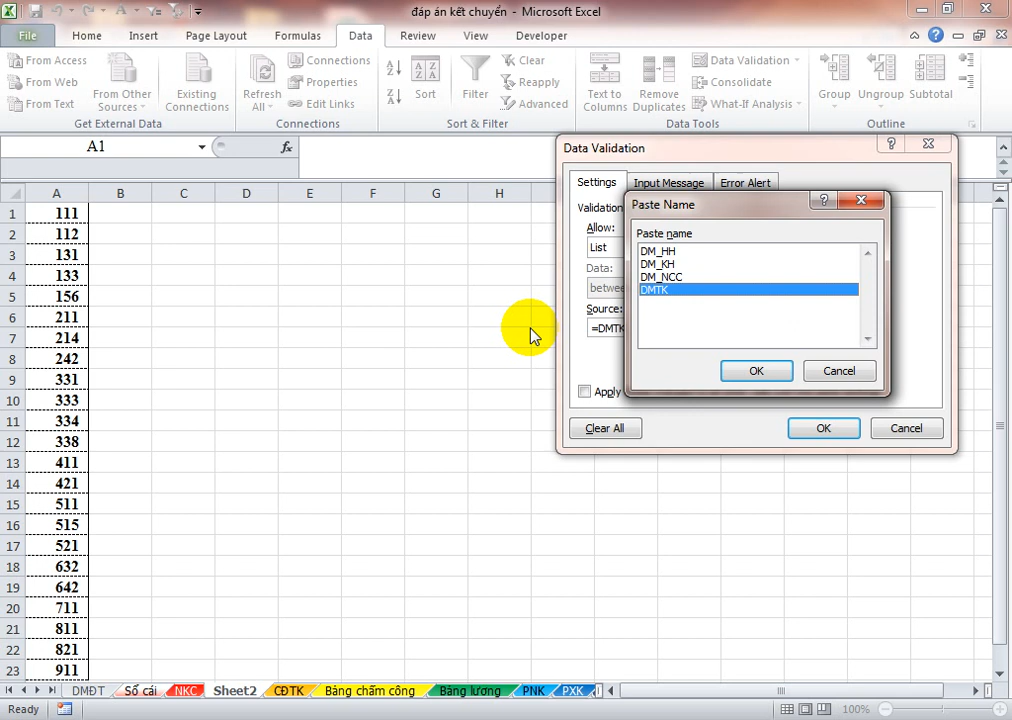 đáp án kết chuyển - Microsoft Excel
File Home Insert Page Layout Formulas Data Review View Developer
From Access
From Web
From Text
From Other Sources
Existing Connections
Get External Data
Refresh All
Connections
Properties
Edit Links
Connections
Sort
Filter
Clear
Reapply
Advanced
Sort & Filter
Text to Columns
Remove Duplicates
Data Validation
Consolidate
What-If Analysis
Data Tools
Group
Ungroup
Subtotal
Outline
A1
fx
Data Validation
Settings Input Message Error Alert
Validation
Allow:
List
Data:
betwee
Source:
=DMTK
Apply
Clear All OK Cancel
Paste Name
Paste name
DM_HH
DM_KH
DM_NCC
DMTK
OK Cancel
A B C D E F G H
1 111
2 112
3 131
4 133
5 156
6 211
7 214
8 242
9 331
10 333
11 334
12 338
13 411
14 421
15 511
16 515
17 521
18 632
19 642
20 711
21 811
22 821
23 911
DMĐT Sổ cái NKC Sheet2 CĐTK Bảng chấm công Bảng lương PNK PXK
Ready 100%